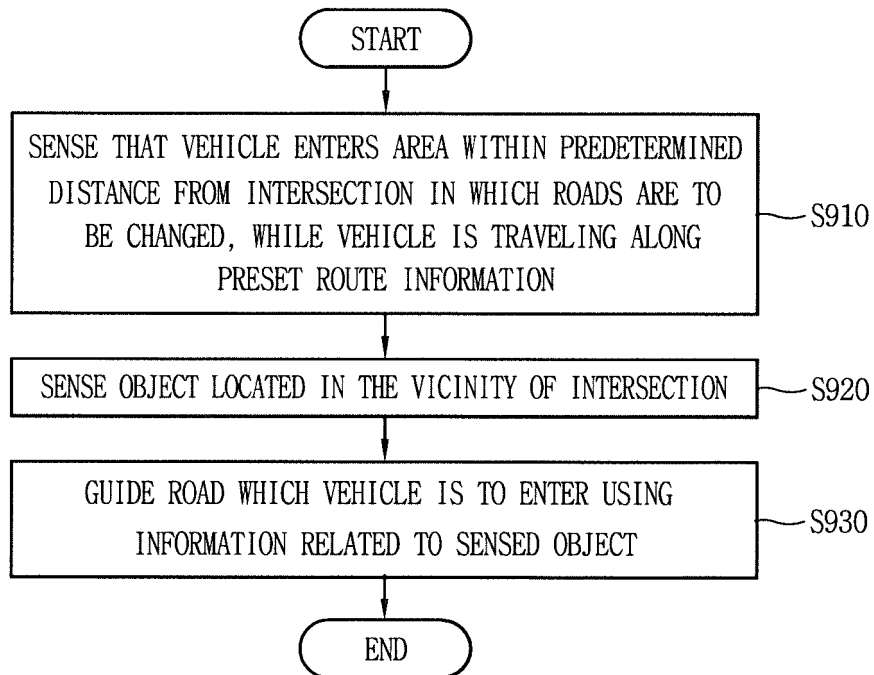 START
SENSE THAT VEHICLE ENTERS AREA WITHIN PREDETERMINED
DISTANCE FROM INTERSECTION IN WHICH ROADS ARE TO
BE CHANGED, WHILE VEHICLE IS TRAVELING ALONG
PRESET ROUTE INFORMATION
S910
SENSE OBJECT LOCATED IN THE VICINITY OF INTERSECTION
S920
GUIDE ROAD WHICH VEHICLE IS TO ENTER USING
INFORMATION RELATED TO SENSED OBJECT
S930
END